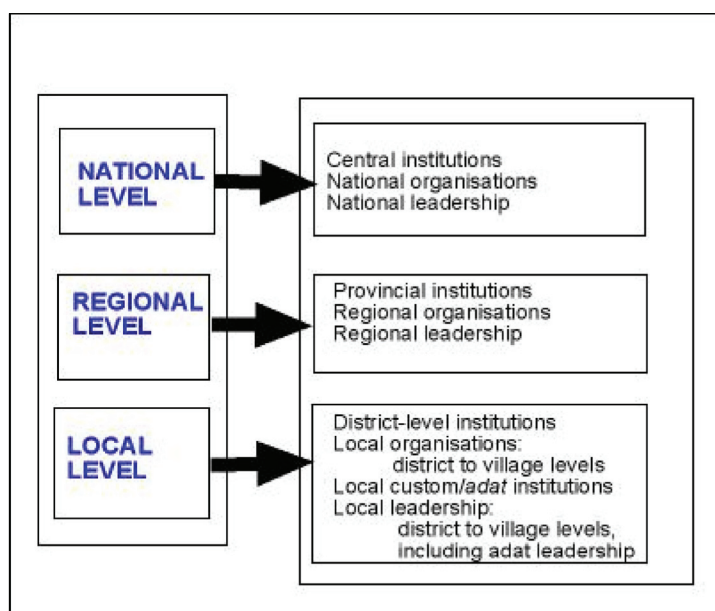 NATIONAL
LEVEL
Central institutions
National organisations
National leadership
REGIONAL
LEVEL
Provincial institutions
Regional organisations
Regional leadership
LOCAL
LEVEL
District-level institutions
Local organisations:
district to village levels
Local custom/adat institutions
Local leadership:
district to village levels,
including adat leadership